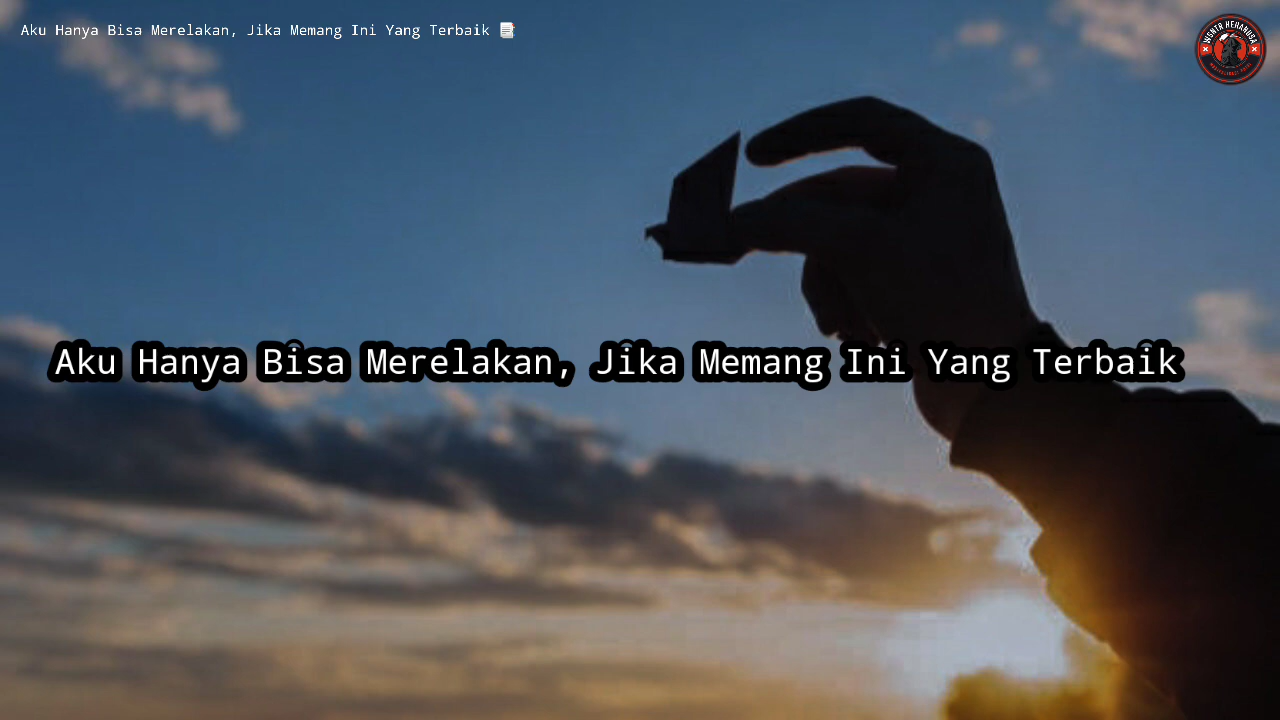 Aku Hanya Bisa Merelakan, Jika Memang Ini Yang Terbaik 📑
Aku Hanya Bisa Merelakan, Jika Memang Ini Yang Terbaik